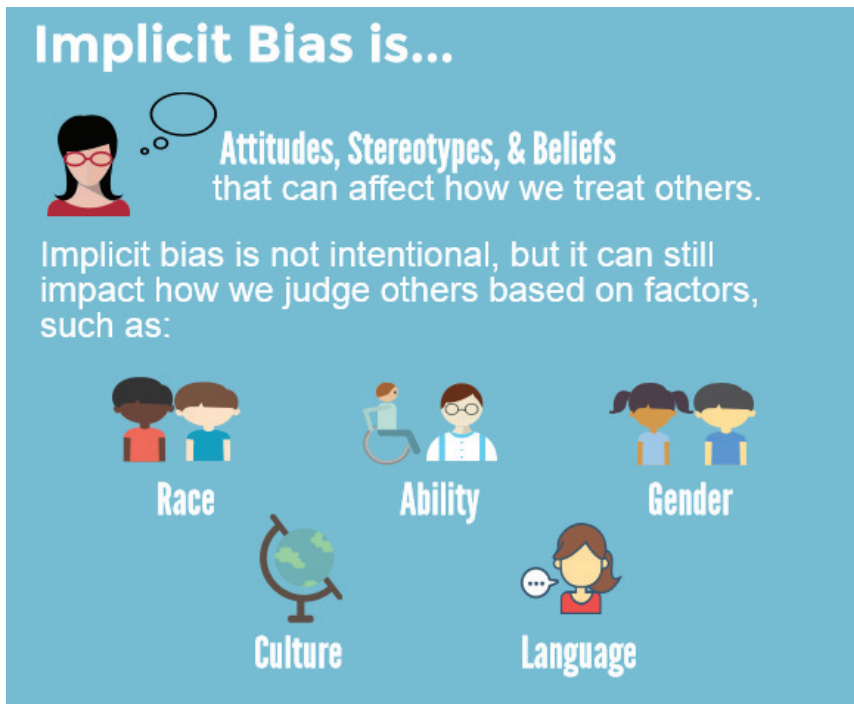 Implicit Bias is...
Attitudes, Stereotypes, & Beliefs
that can affect how we treat others.
Implicit bias is not intentional, but it can still
impact how we judge others based on factors,
such as:
Race Ability Gender
Culture Language